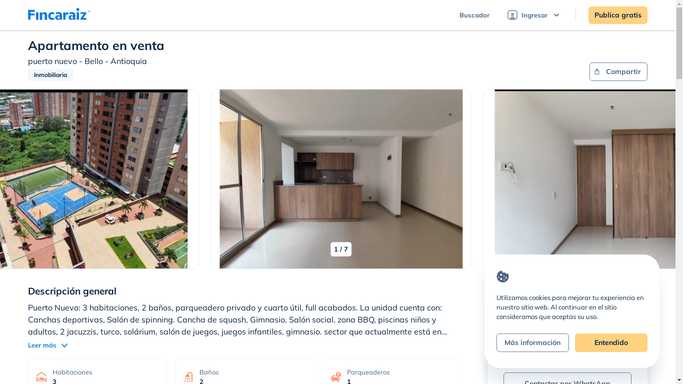 Fincaraiz
Buscador
Ingresar
Publica gratis
Apartamento en venta
puerto nuevo - Bello - Antioquia
Inmobiliaria
Compartir
1 / 7
Descripción general
Puerto Nuevo: 3 habitaciones, 2 baños, parqueadero privado y cuarto útil, full acabados. La unidad cuenta con:
Canchas deportivas, Salón de spinning. Cancha de squash, Gimnasio. Salón social, zona BBQ, piscinas niños y
adultos, 2 jacuzzis, turco, solárium, salón de juegos, juegos infantiles, gimnasio. sector que actualmente está en...
Leer más
Habitaciones
3
Baños
2
Parqueaderos
1
Utilizamos cookies para mejorar tu experiencia en
nuestro sitio web. Al continuar en el sitio
consideramos que aceptas su uso.
Más información
Entendido
Contactar por WhatsApp